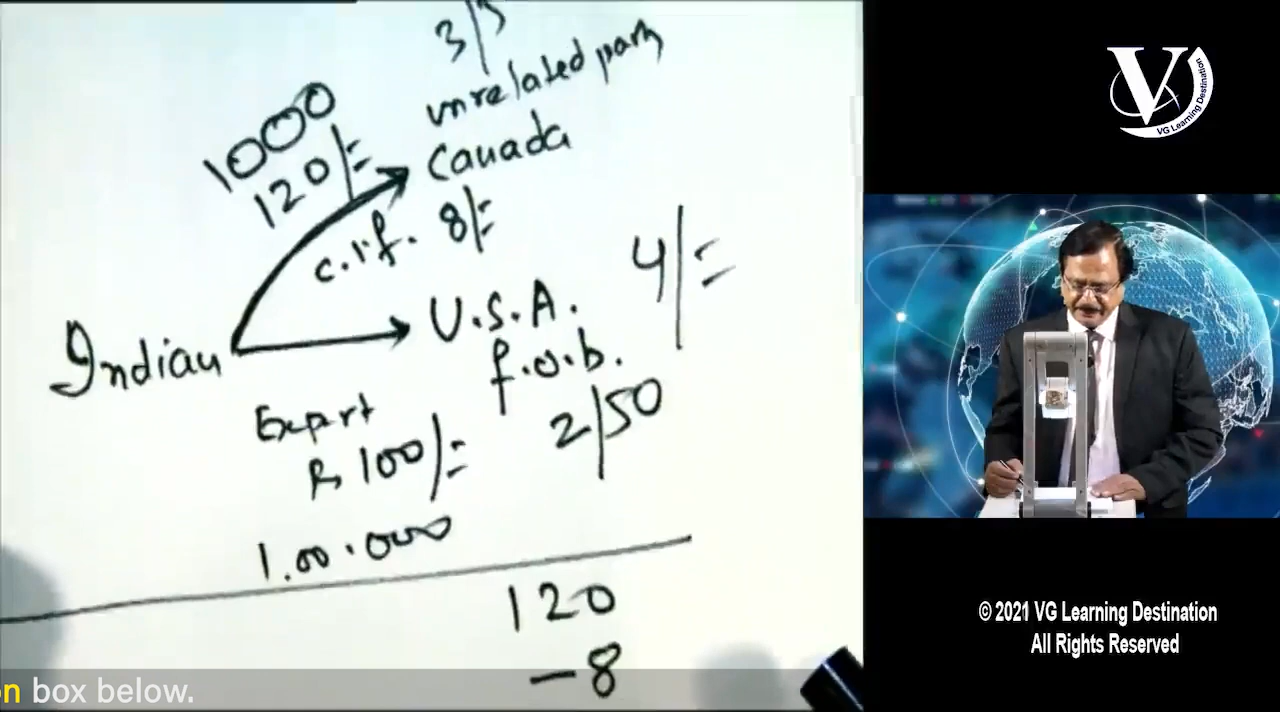 3/5
unrelated party
Canada
1000
120/=
c.i.f. 8/=
Indian
U.S.A. 4/=
f.o.b.
Export
Rs 100/=
2/50
1.00.000
120
-8
n box below.
V
VG Learning Destination
© 2021 VG Learning Destination
All Rights Reserved